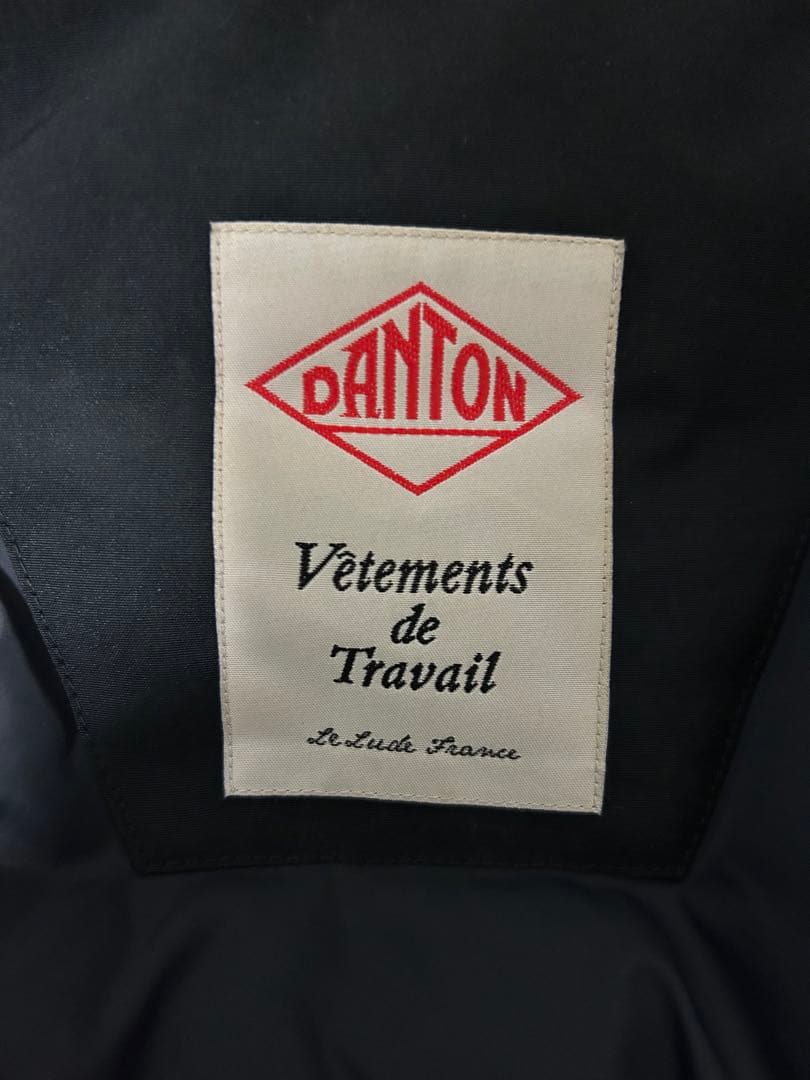 DANTON
Vêtements
de
Travail
Le Lude France